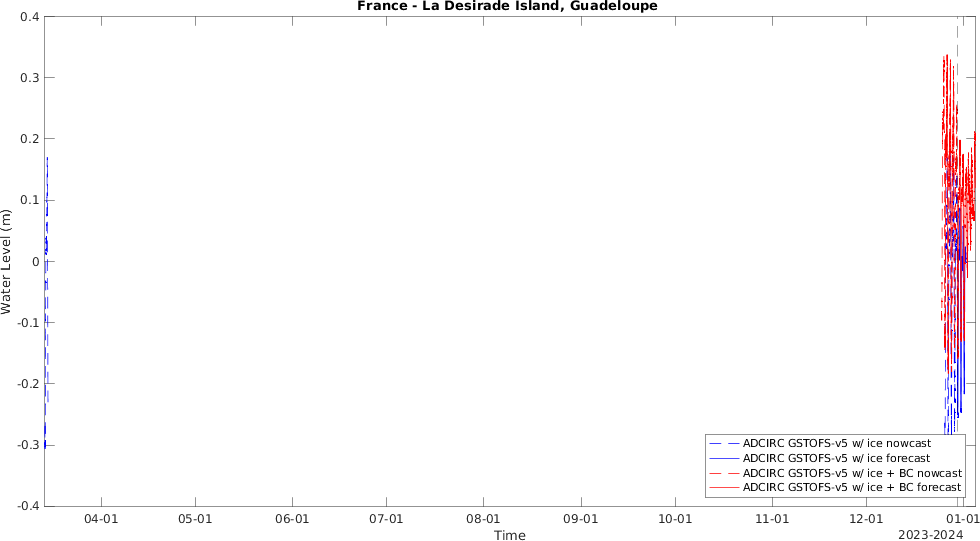 France - La Desirade Island, Guadeloupe
0.4
0.3
0.2
0.1
0
-0.1
-0.2
-0.3
-0.4
Water Level (m)
ADCIRC GSTOFS-v5 w/ ice nowcast
ADCIRC GSTOFS-v5 w/ ice forecast
ADCIRC GSTOFS-v5 w/ ice + BC nowcast
ADCIRC GSTOFS-v5 w/ ice + BC forecast
04-01 05-01 06-01 07-01 08-01 09-01 10-01 11-01 12-01 01-01
Time
2023-2024